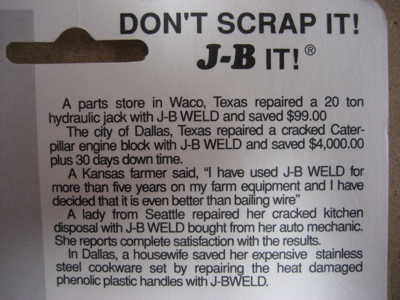 DON'T SCRAP IT!
J-B IT!®
A parts store in Waco, Texas repaired a 20 ton
hydraulic jack with J-B WELD and saved $99.00
The city of Dallas, Texas repaired a cracked Cater-
pillar engine block with J-B WELD and saved $4,000.00
plus 30 days down time.
A Kansas farmer said, "I have used J-B WELD for
more than five years on my farm equipment and I have
decided that it is even better than bailing wire"
A lady from Seattle repaired her cracked kitchen
disposal with J-B WELD bought from her auto mechanic.
She reports complete satisfaction with the results.
In Dallas, a housewife saved her expensive stainless
steel cookware set by repairing the heat damaged
phenolic plastic handles with J-BWELD.